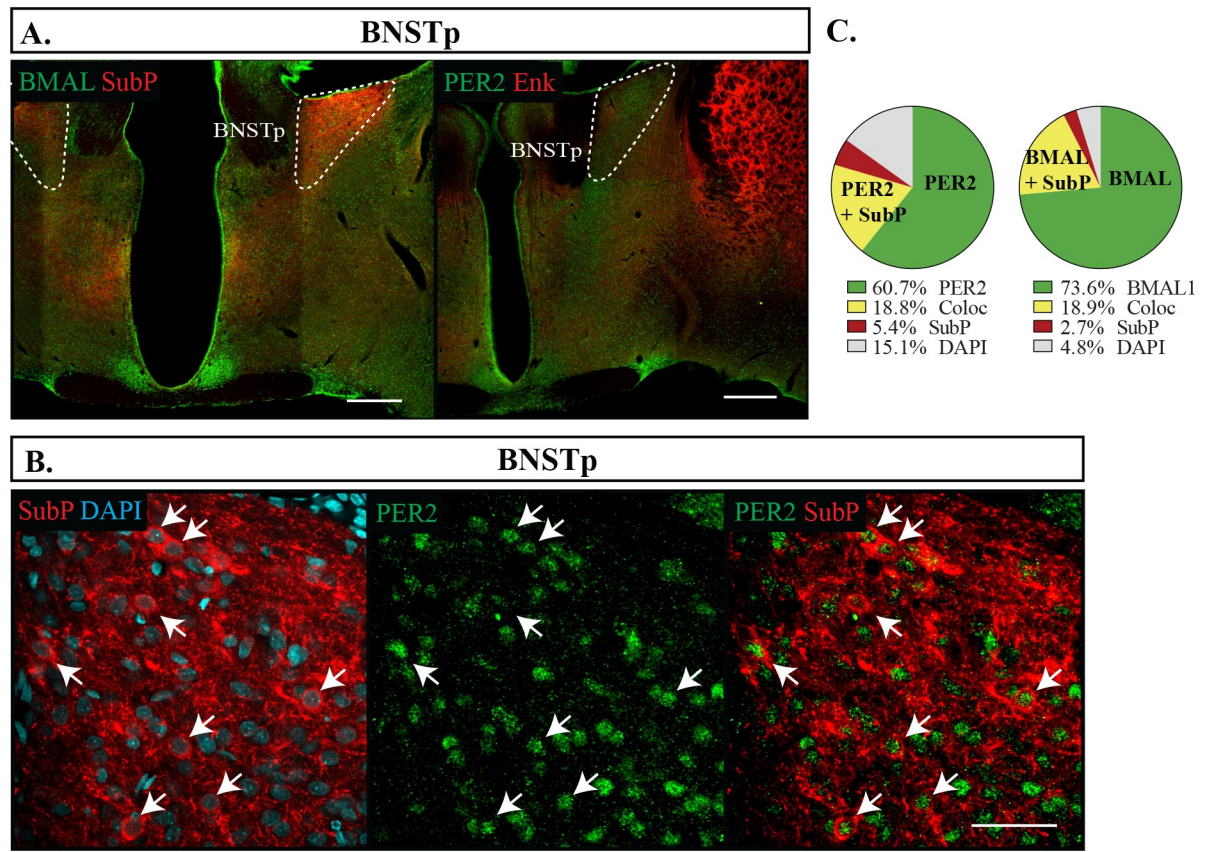 A.
BNSTp
BMAL SubP
BNSTp
PER2 Enk
BNSTp
C.
PER2
PER2
+ SubP
BMAL
BMAL
+ SubP
60.7% PER2
18.8% Coloc
5.4% SubP
15.1% DAPI
73.6% BMAL1
18.9% Coloc
2.7% SubP
4.8% DAPI
B.
BNSTp
SubP DAPI
PER2
PER2 SubP